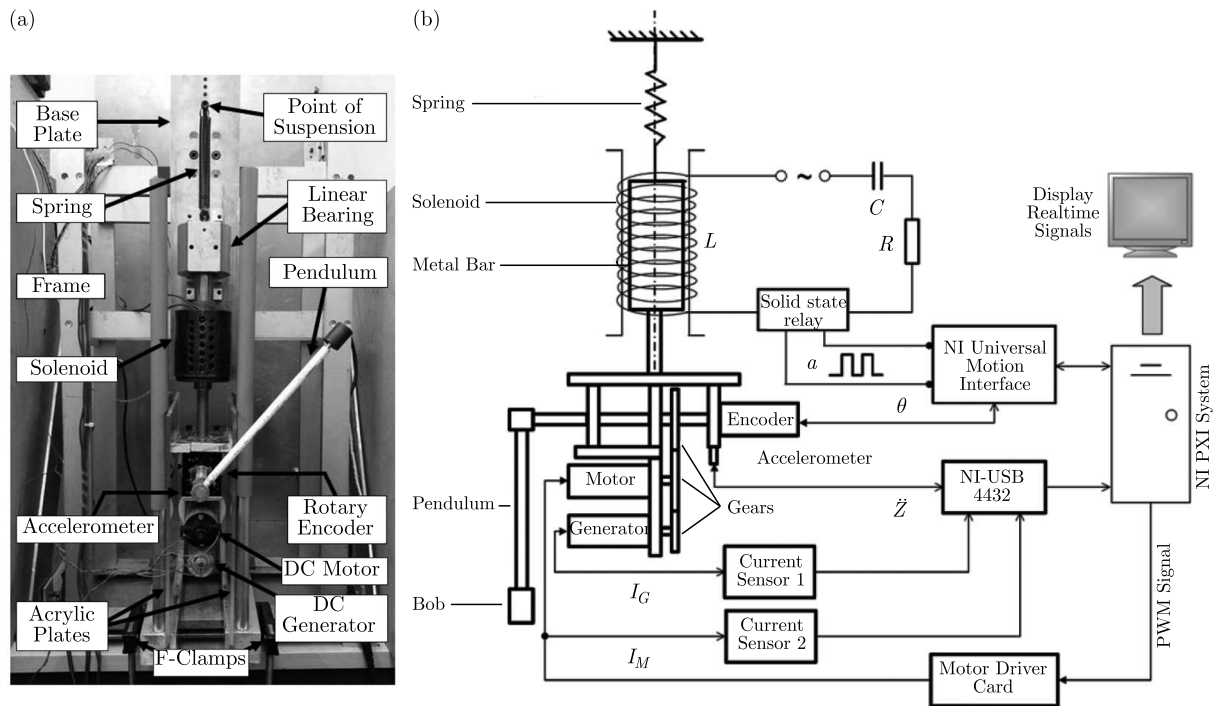 (a)
Base
Plate
Point of
Suspension
Spring
Linear
Bearing
Pendulum
Frame
Solenoid
Accelerometer
Rotary
Encoder
DC Motor
Acrylic
Plates
DC
Generator
F-Clamps
(b)
Spring
Solenoid
Metal Bar
L
~
C
R
Solid state
relay
a
NI Universal
Motion
Interface
Display
Realtime
Signals
NI PXI System
θ
Encoder
Accelerometer
Motor
Generator
Gears
Pendulum
Bob
Z̈
NI-USB
4432
I_G
Current
Sensor 1
I_M
Current
Sensor 2
Motor Driver
Card
PWM Signal